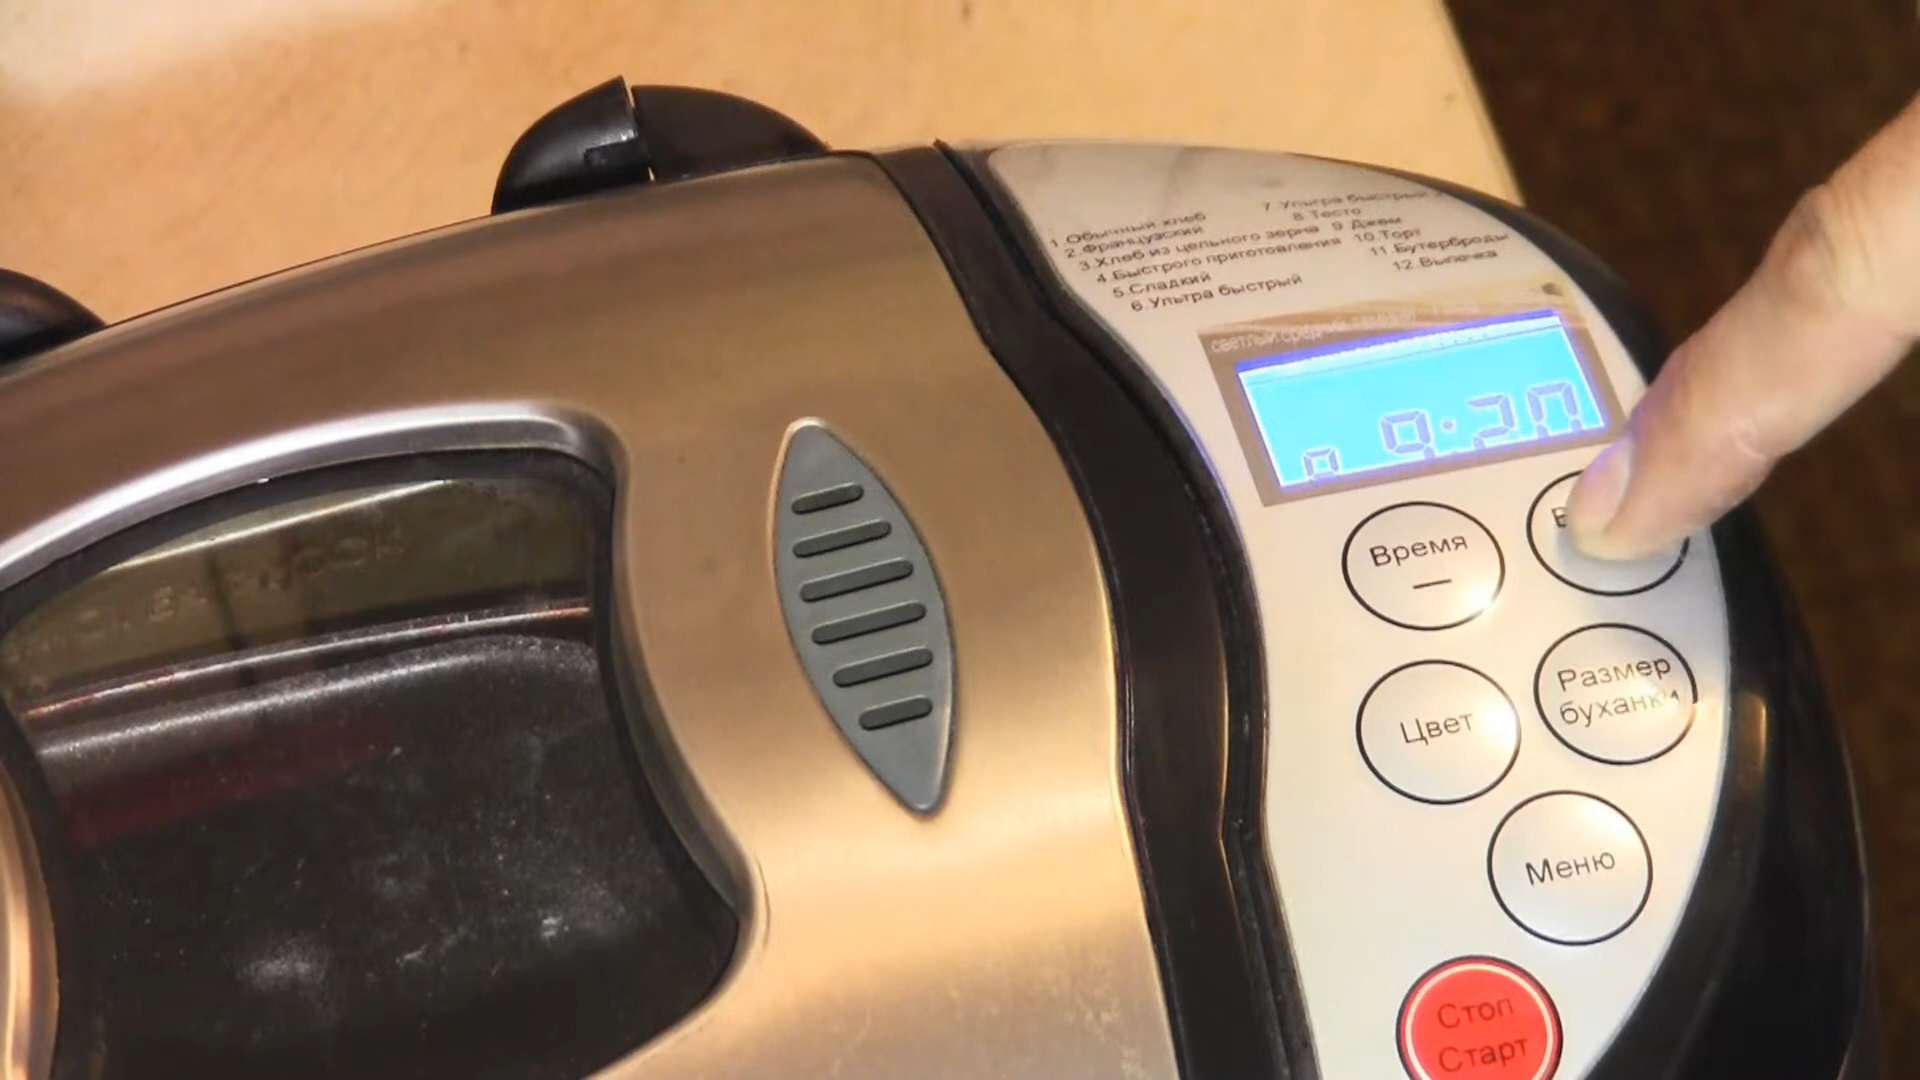 1.Обычный хлеб
2.Французский
3.Хлеб из цельного зерна
4.Быстрого приготовления
5.Сладкий
6.Ультра быстрый
7.Ультра быстрый
8.Тесто
9.Джем
10.Торт
11.Бутерброды
12.Выпечка
светлый
9:20
Время
—
Цвет
Размер
буханки
Меню
Стоп
Старт